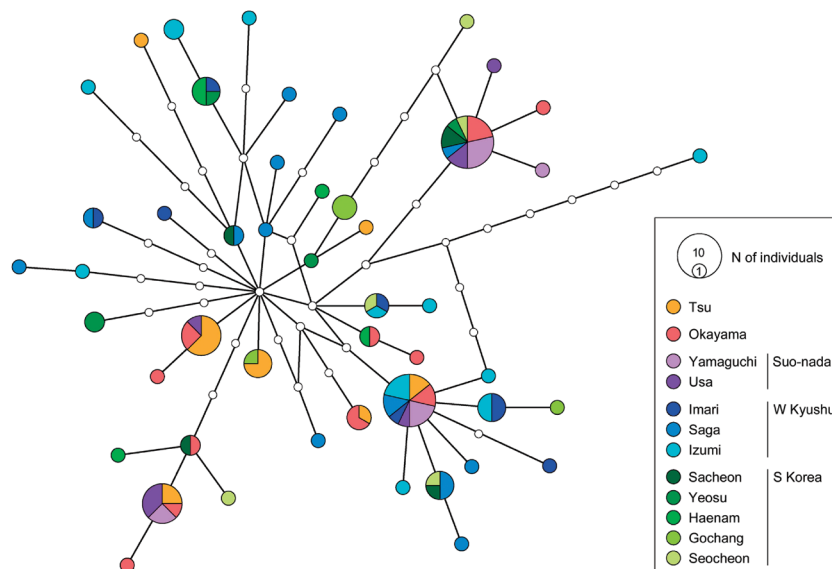 10
1
N of individuals
Tsu
Okayama
Yamaguchi
Suo-nada
Usa
Imari
W Kyushu
Saga
Izumi
Sacheon
S Korea
Yeosu
Haenam
Gochang
Seocheon